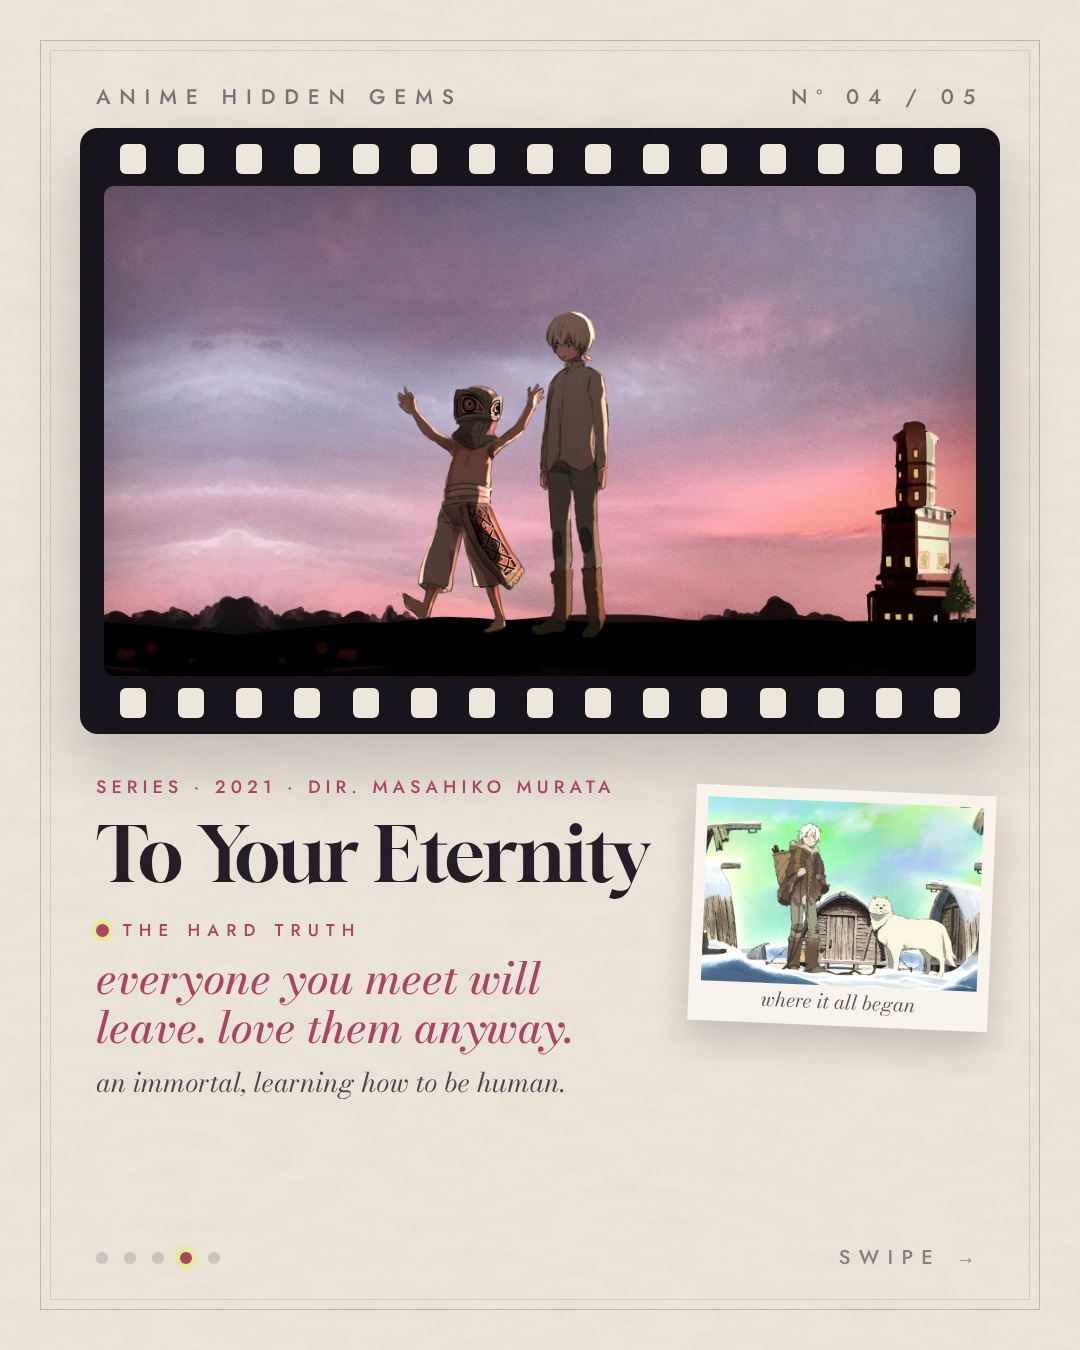 ANIME HIDDEN GEMS
N° 04 / 05
SERIES · 2021 · DIR. MASAHIKO MURATA
To Your Eternity
THE HARD TRUTH
everyone you meet will
leave. love them anyway.
an immortal, learning how to be human.
where it all began
SWIPE →